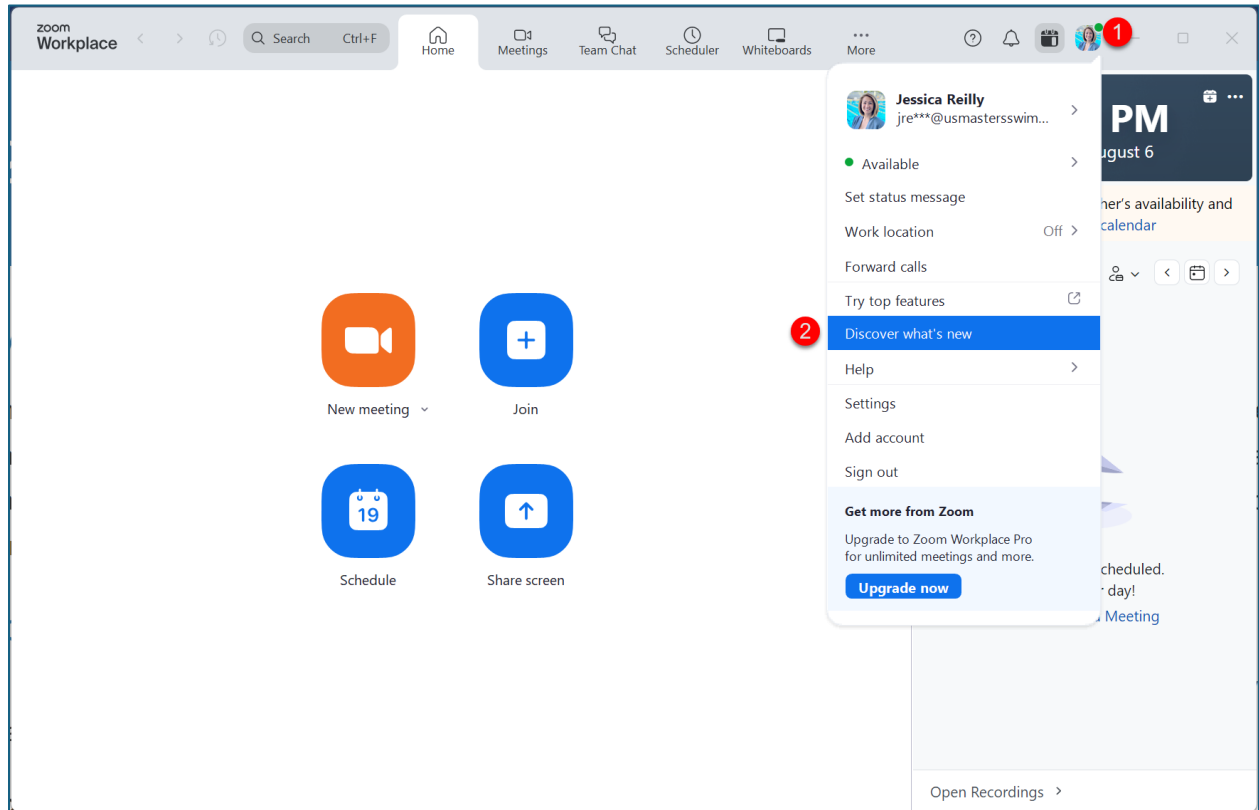 zoom
Workplace
Search Ctrl+F
Home
Meetings
Team Chat
Scheduler
Whiteboards
More
1
Jessica Reilly
jre***@usmastersswim...
Available
Set status message
Work location Off
Forward calls
Try top features
2
Discover what's new
Help
Settings
Add account
Sign out
Get more from Zoom
Upgrade to Zoom Workplace Pro
for unlimited meetings and more.
Upgrade now
PM
6
availability and
calendar
New meeting
Join
19
Schedule
Share screen
day!
Meeting
Open Recordings